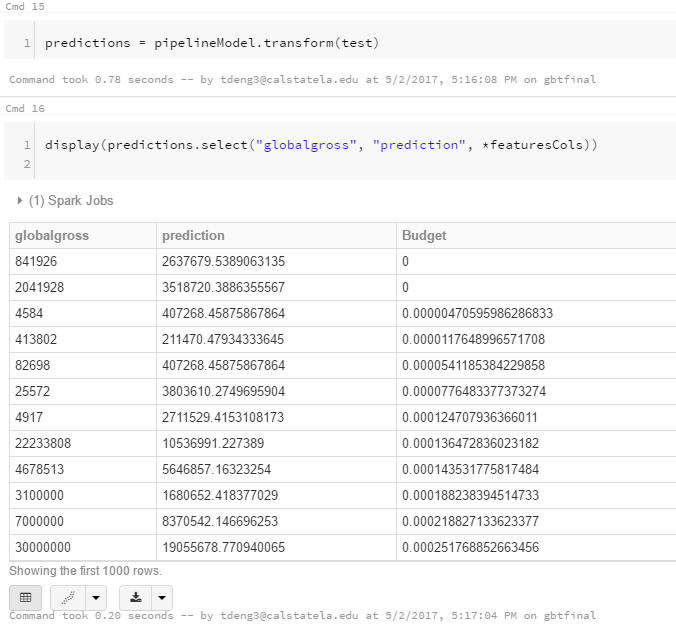 Cmd 15
1 predictions = pipelineModel.transform(test)
Command took 0.78 seconds -- by tdeng3@calstatela.edu at 5/2/2017, 5:16:08 PM on gbtfinal
Cmd 16
1 display(predictions.select("globalgross", "prediction", *featuresCols))
2
(1) Spark Jobs
globalgross prediction Budget
841926 2637679.5389063135 0
2041928 3518720.3886355567 0
4584 407268.45875867864 0.00000470595986286833
413802 211470.47934333645 0.0000117648996571708
82698 407268.45875867864 0.0000541185384229858
25572 3803610.2749695904 0.0000776483377373274
4917 2711529.4153108173 0.000124707936366011
22233808 10536991.227389 0.000136472836023182
4678513 5646857.16323254 0.000143531775817484
3100000 1680652.418377029 0.000188238394514733
7000000 8370542.146696253 0.000218827133623377
30000000 19055678.770940065 0.000251768852663456
Showing the first 1000 rows.
Command took 0.20 seconds -- by tdeng3@calstatela.edu at 5/2/2017, 5:17:04 PM on gbtfinal